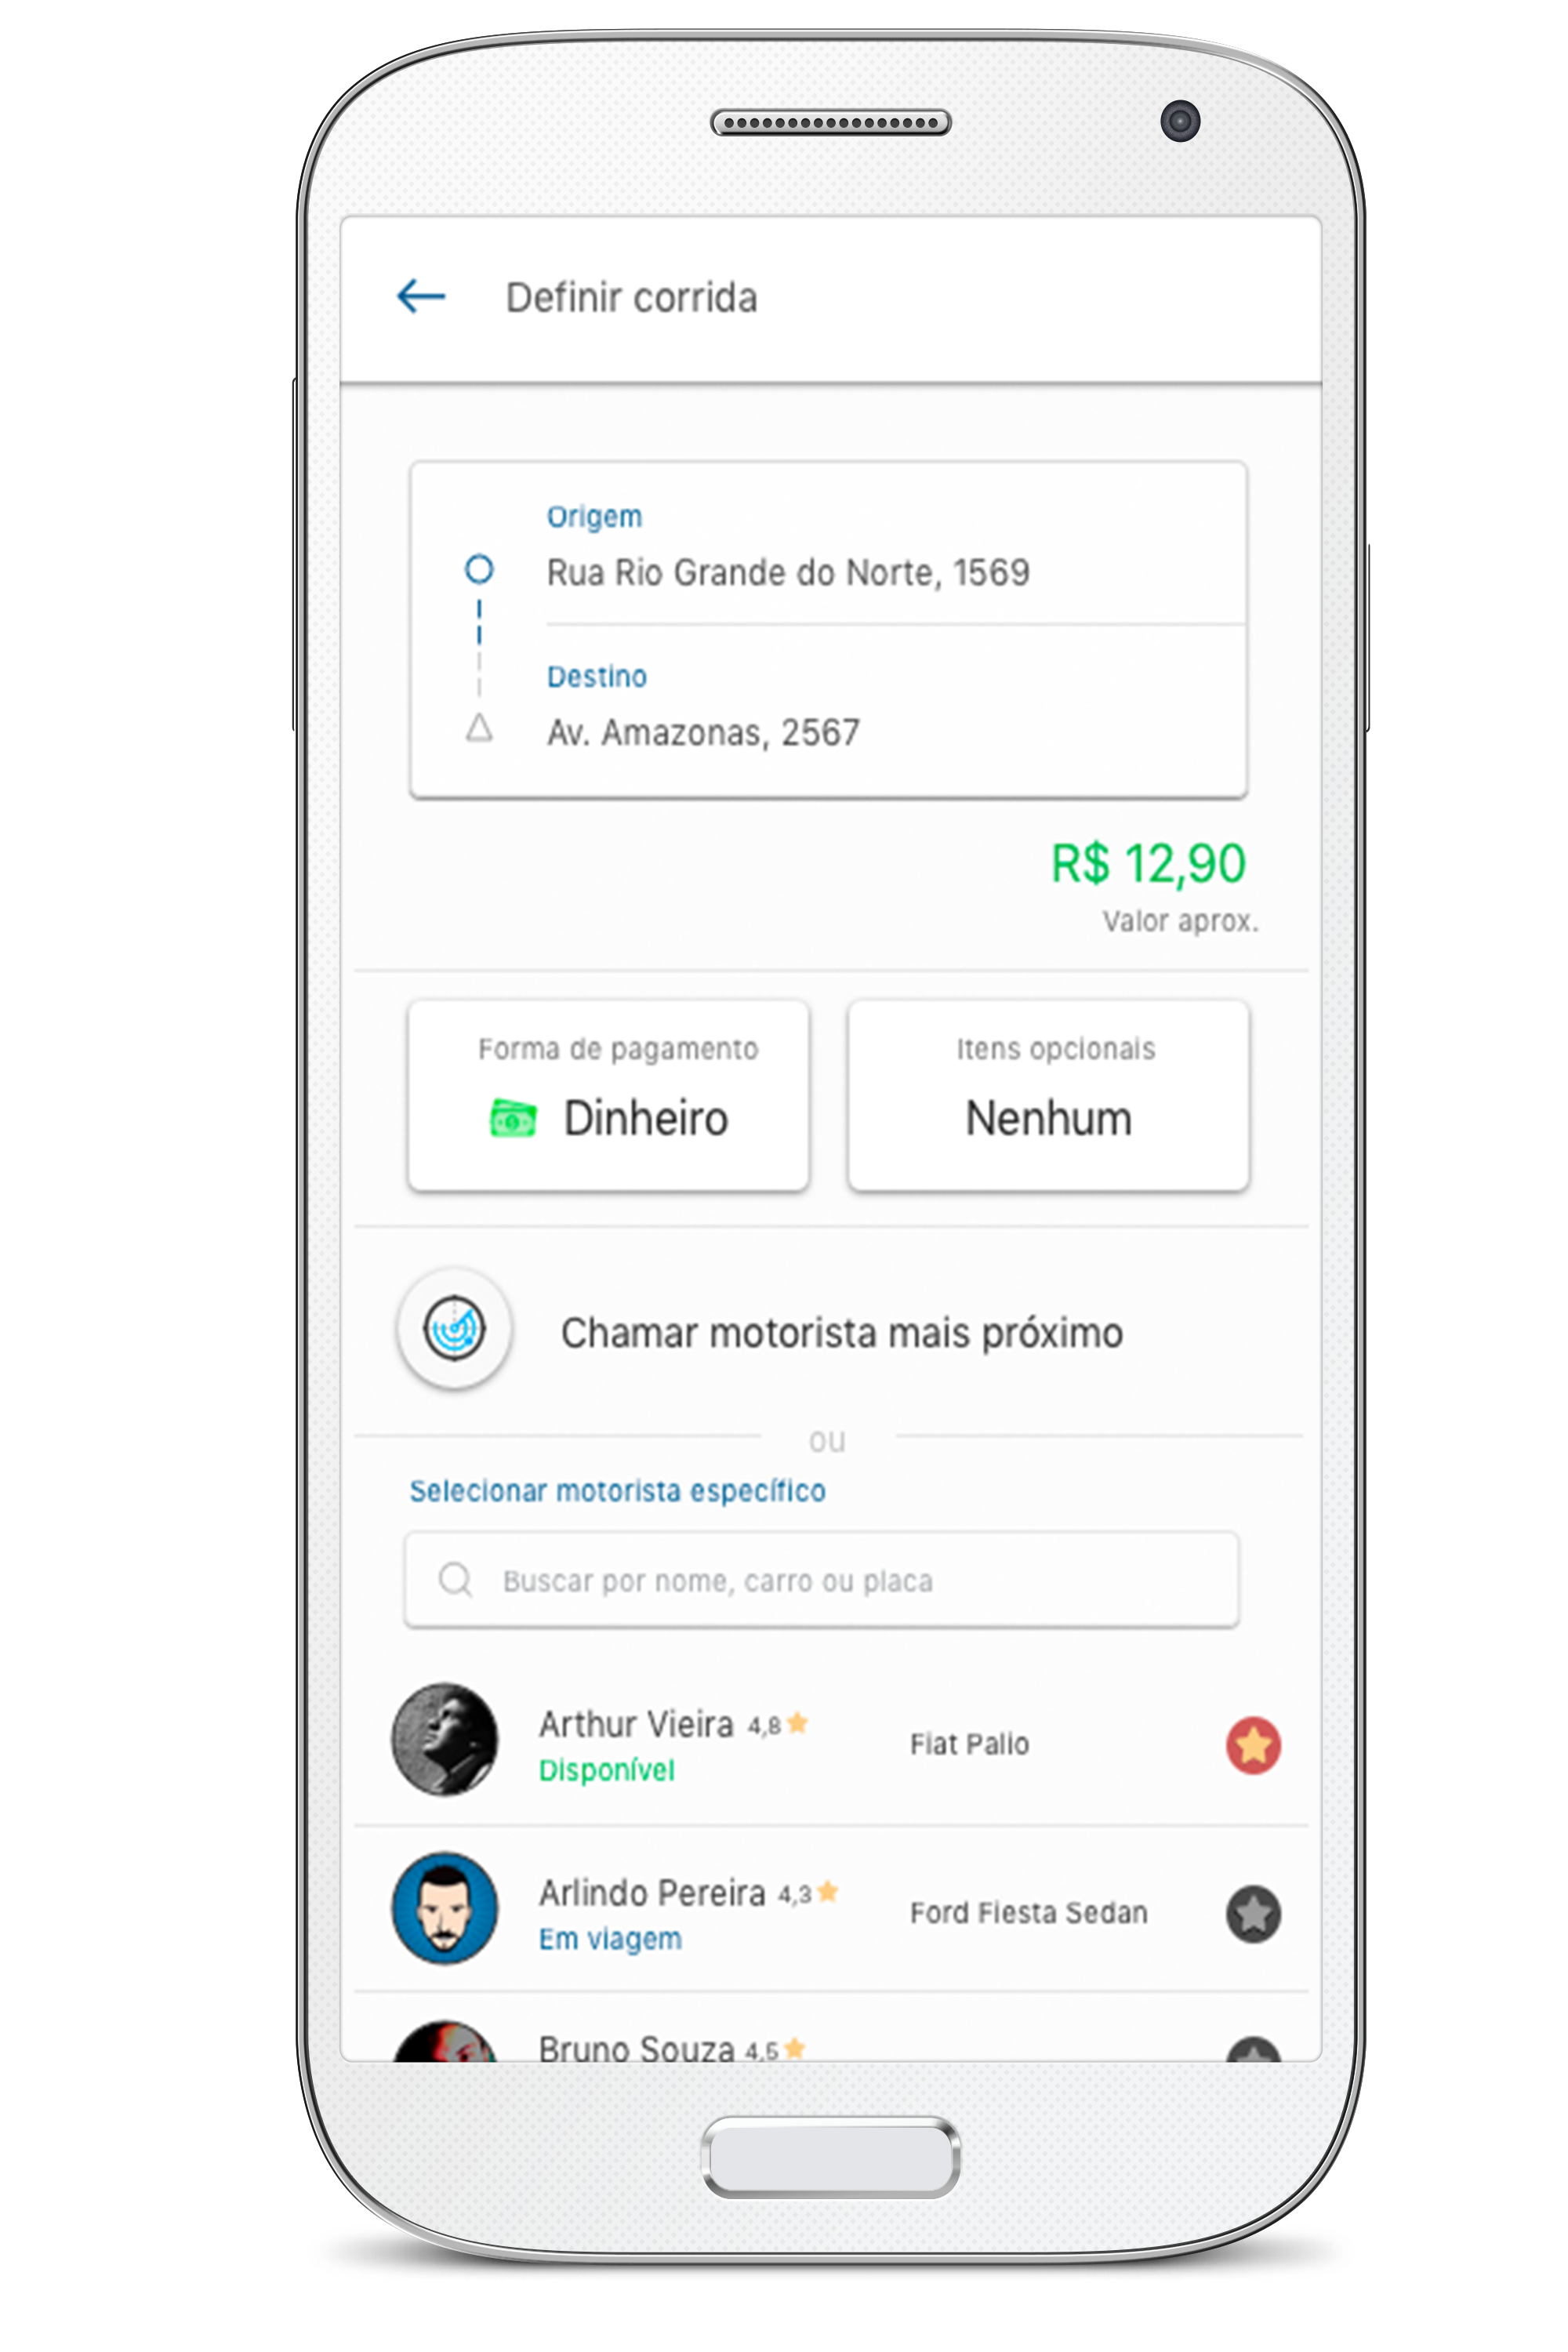 Definir corrida
Origem
Rua Rio Grande do Norte, 1569
Destino
Av. Amazonas, 2567
R$ 12,90
Valor aprox.
Forma de pagamento
Itens opcionais
Dinheiro
Nenhum
Chamar motorista mais próximo
ou
Selecionar motorista específico
Buscar por nome, carro ou placa
Arthur Vieira 4,8
Disponível
Fiat Palio
Arlindo Pereira 4,3
Em viagem
Ford Fiesta Sedan
Bruno Souza 4,5